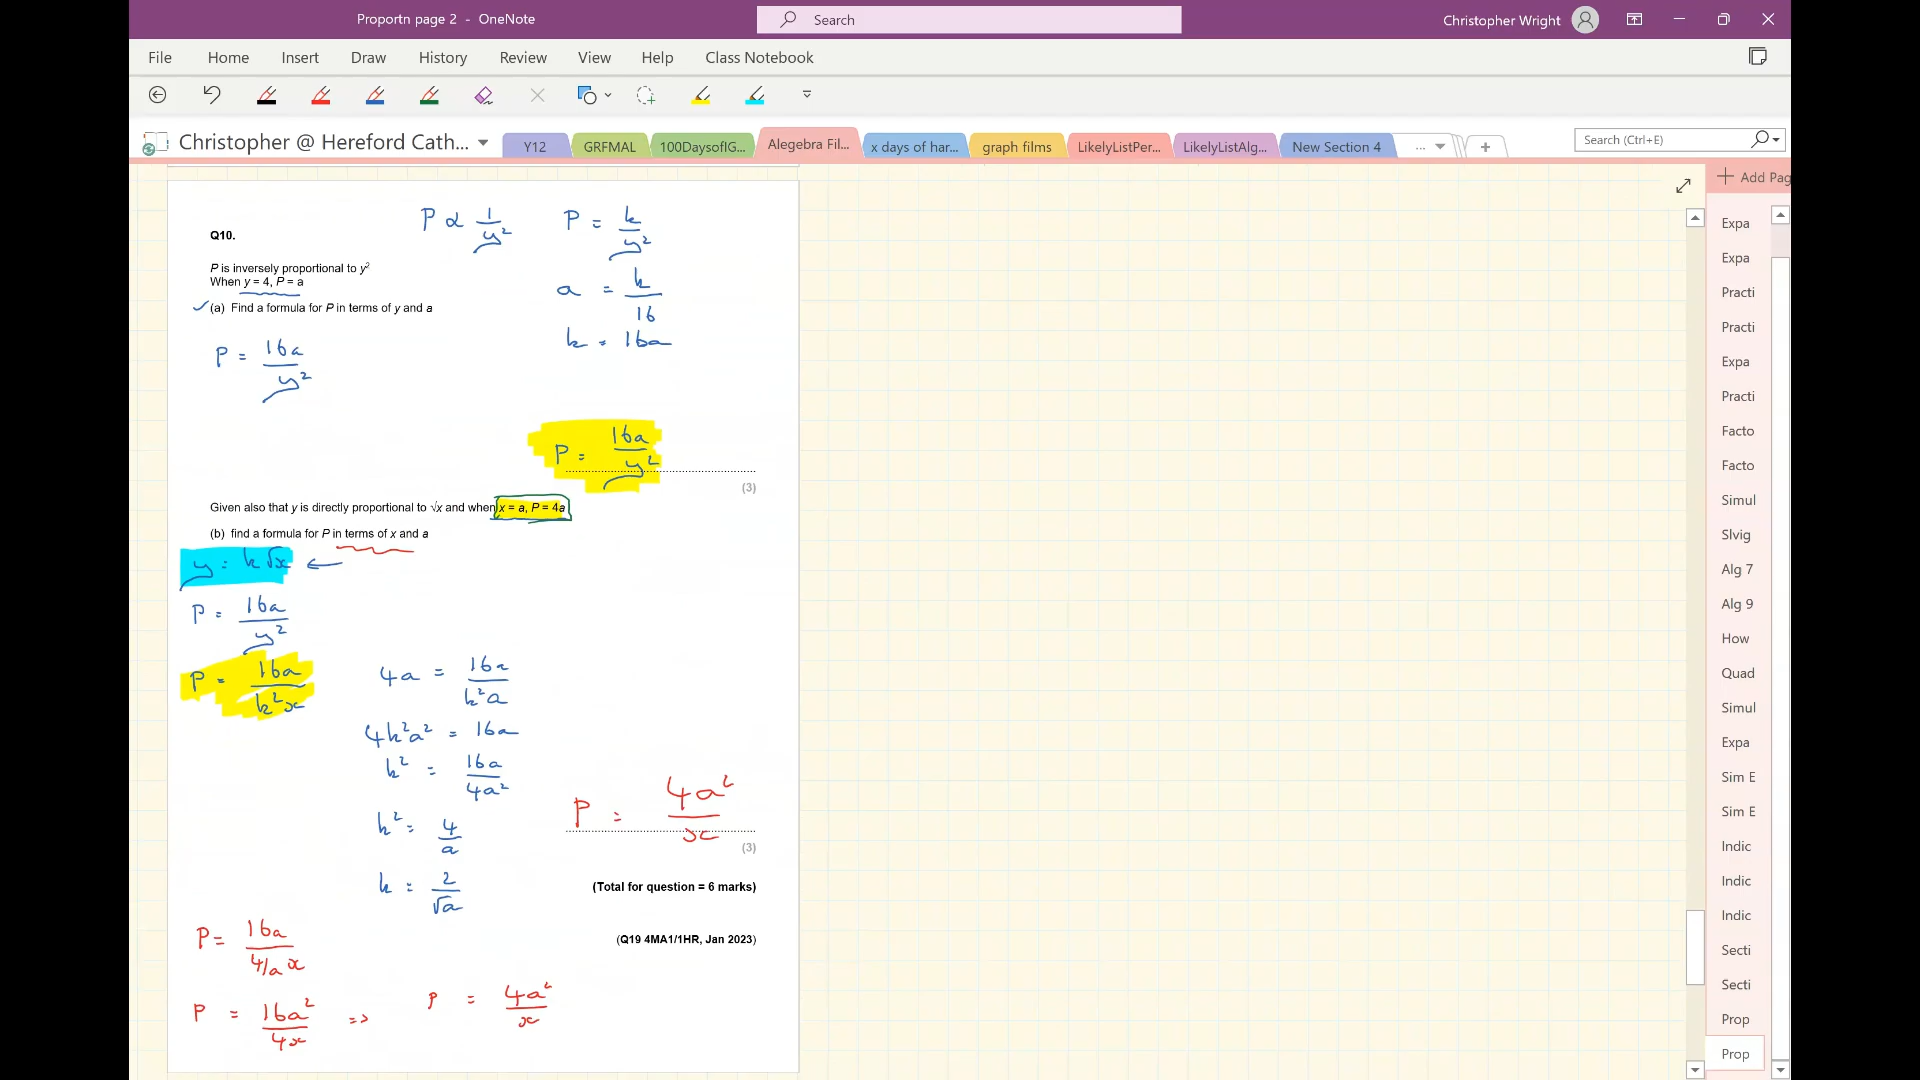 Proportn page 2 - OneNote
Search
Christopher Wright
File Home Insert Draw History Review View Help Class Notebook
Christopher @ Hereford Cath...
Y12 GRFMAL 100DaysofIG... Alegebra Fil... x days of har... graph films LikelyListPer... LikelyListAlg... New Section 4 ... +
Search (Ctrl+E)
Add Pag
Expa
Expa
Practi
Practi
Expa
Practi
Facto
Facto
Simul
Slvig
Alg 7
Alg 9
How
Quad
Simul
Expa
Sim E
Sim E
Indic
Indic
Indic
Secti
Secti
Prop
Prop
P ∝ 1/y²
P = k/y²
Q10.
P is inversely proportional to y²
When y = 4, P = a
a = k/16
(a) Find a formula for P in terms of y and a
k = 16a
P = 16a/y²
P = 16a/y²
(3)
Given also that y is directly proportional to √x and when x = a, P = 4a
(b) find a formula for P in terms of x and a
y = k√x ←
P = 16a/y²
P = 16a/k²x
4a = 16a/k²a
4k²a² = 16a
k² = 16a/4a²
k² = 4/a
k = 2/√a
P = 4a²/x
(3)
(Total for question = 6 marks)
(Q19 4MA1/1HR, Jan 2023)
P = 16a/4/a x
P = 16a²/4x => P = 4a²/x